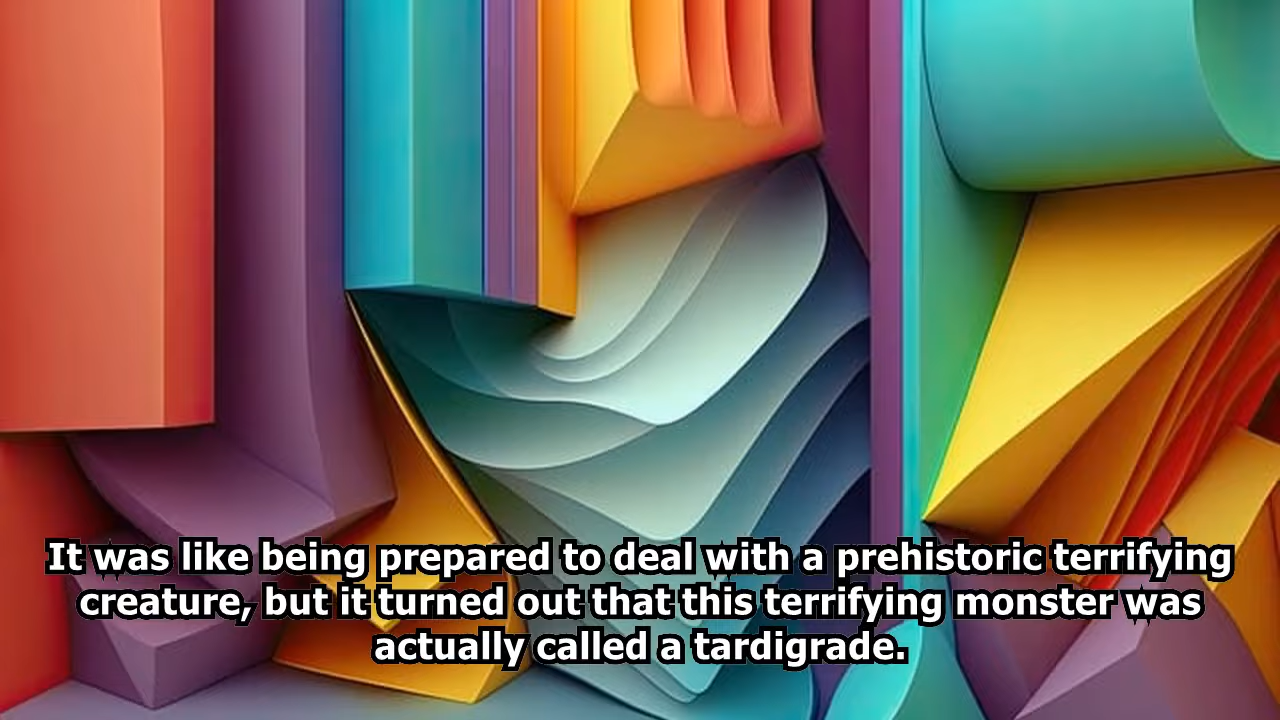 It was like being prepared to deal with a prehistoric terrifying
creature, but it turned out that this terrifying monster was
actually called a tardigrade.